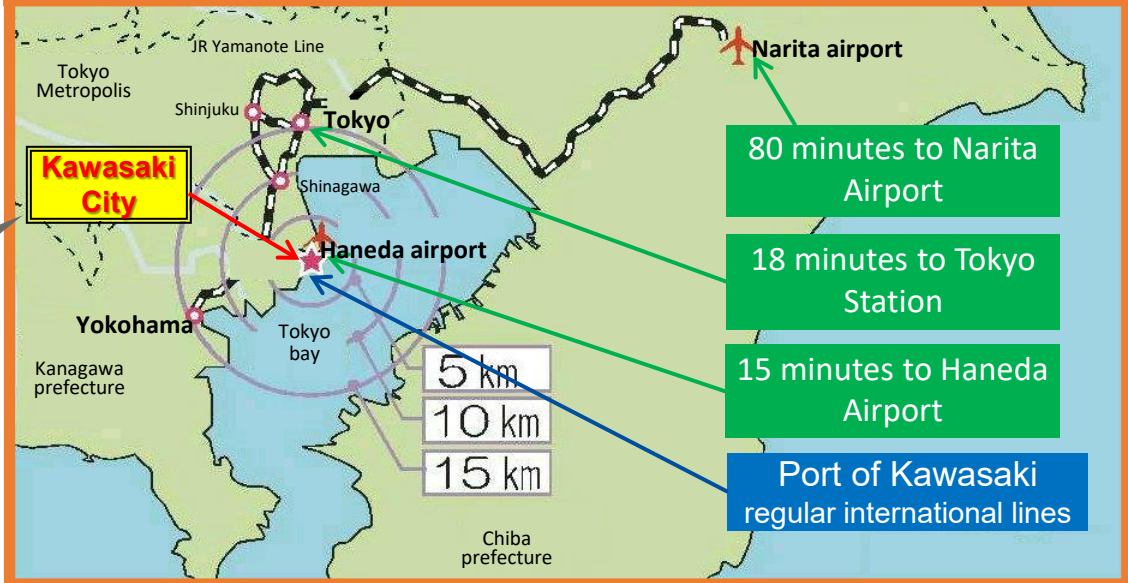 JR Yamanote Line
Narita airport
Tokyo
Metropolis
Shinjuku
Tokyo
Kawasaki
City
Shinagawa
80 minutes to Narita
Airport
Haneda airport
18 minutes to Tokyo
Station
Yokohama
Tokyo
bay
Kanagawa
prefecture
5 km
10 km
15 km
15 minutes to Haneda
Airport
Port of Kawasaki
regular international lines
Chiba
prefecture